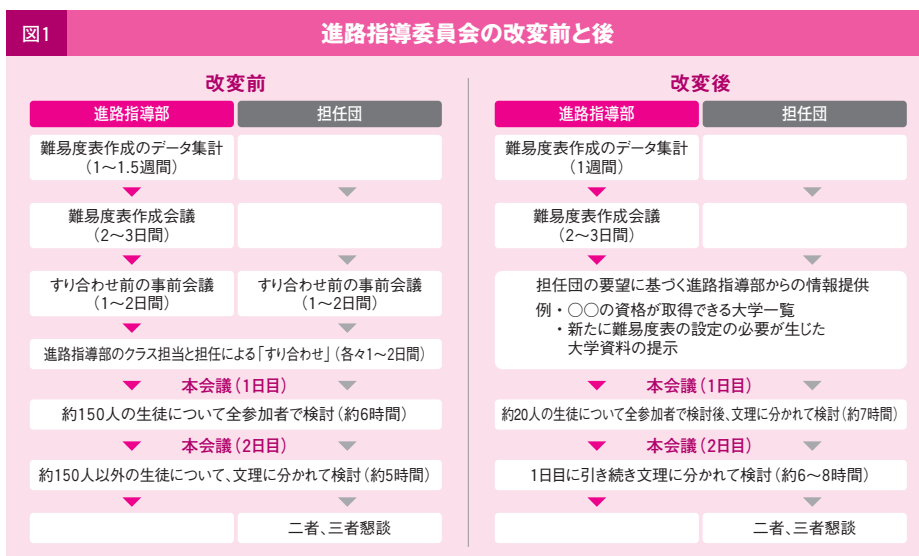 図1
進路指導委員会の改変前と後
改変前
進路指導部
担任団
難易度表作成のデータ集計
(1〜1.5週間)
難易度表作成会議
(2〜3日間)
すり合わせ前の事前会議
(1〜2日間)
すり合わせ前の事前会議
(1〜2日間)
進路指導部のクラス担当と担任による「すり合わせ」(各々1〜2日間)
本会議(1日目)
約150人の生徒について全参加者で検討(約6時間)
本会議(2日目)
約150人以外の生徒について、文理に分かれて検討(約5時間)
二者、三者懇談
改変後
進路指導部
担任団
難易度表作成のデータ集計
(1週間)
難易度表作成会議
(2〜3日間)
担任団の要望に基づく進路指導部からの情報提供
例・○○の資格が取得できる大学一覧
・新たに難易度表の設定の必要が生じた
大学資料の提示
本会議(1日目)
約20人の生徒について全参加者で検討後、文理に分かれて検討(約7時間)
本会議(2日目)
1日目に引き続き文理に分かれて検討(約6〜8時間)
二者、三者懇談